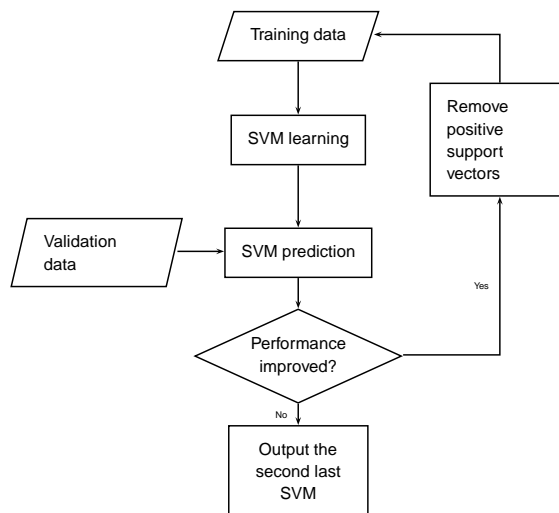 Training data
Remove
positive
support
vectors
SVM learning
Validation
data
SVM prediction
Yes
Performance
improved?
No
Output the
second last
SVM